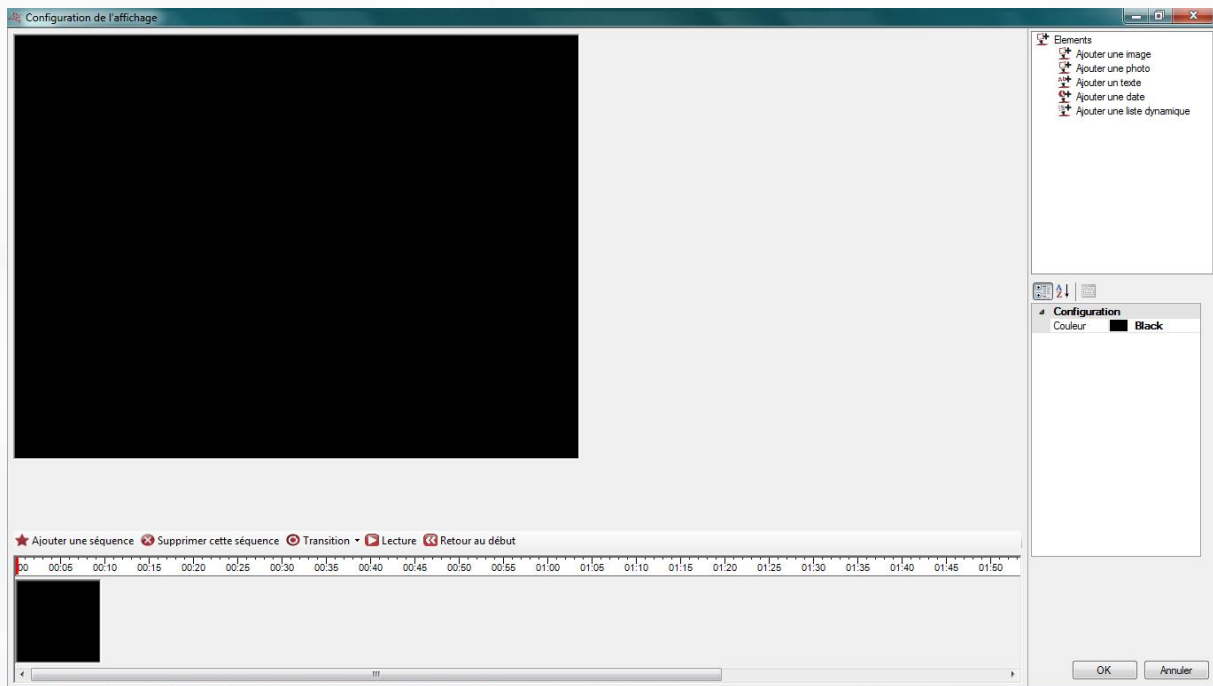 Configuration de l'affichage
Elements
Ajouter une image
Ajouter une photo
Ajouter un texte
Ajouter une date
Ajouter une liste dynamique
Configuration
Couleur Black
Ajouter une séquence Supprimer cette séquence Transition Lecture Retour au début
00 00:05 00:10 00:15 00:20 00:25 00:30 00:35 00:40 00:45 00:50 00:55 01:00 01:05 01:10 01:15 01:20 01:25 01:30 01:35 01:40 01:45 01:50
OK Annuler